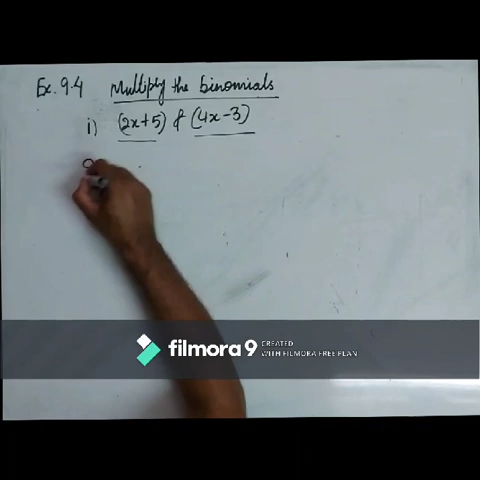 Ex. 9.4 Multiply the binomials
i) (2x+5) & (4x-3)
filmora 9 CREATED
WITH FILMORA FREE PLAN